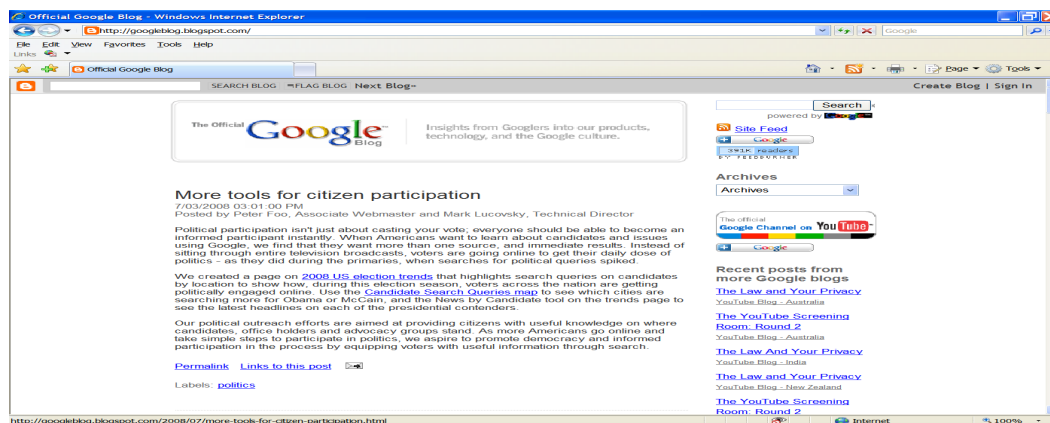 Official Google Blog - Windows Internet Explorer
http://googleblog.blogspot.com/
Google
File Edit View Favorites Tools Help
Links
Official Google Blog
Page Tools
SEARCH BLOG FLAG BLOG Next Blog»
Create Blog | Sign In
The Official Google Blog
Insights from Googlers into our products,
technology, and the Google culture.
Search
powered by Google™
Site Feed
Google
391K readers
BY FEEDBURNER
Archives
Archives
The official
Google Channel on YouTube
Google
Recent posts from
more Google blogs
The Law and Your Privacy
YouTube Blog - Australia
The YouTube Screening
Room: Round 2
YouTube Blog - Australia
The Law And Your Privacy
YouTube Blog - India
The Law and Your Privacy
YouTube Blog - New Zealand
The YouTube Screening
Room: Round 2
More tools for citizen participation
7/03/2008 03:01:00 PM
Posted by Peter Foo, Associate Webmaster and Mark Lucovsky, Technical Director
Political participation isn't just about casting your vote; everyone should be able to become an
informed participant instantly. When Americans want to learn about candidates and issues
using Google, we find that they want more than one source, and immediate results. Instead of
sitting through entire television broadcasts, voters are going online to get their daily dose of
politics - as they did during the primaries, when searches for political queries spiked.
We created a page on 2008 US election trends that highlights search queries on candidates
by location to show how, during this election season, voters across the nation are getting
politically engaged online. Use the Candidate Search Queries map to see which cities are
searching more for Obama or McCain, and the News by Candidate tool on the trends page to
see the latest headlines on each of the presidential contenders.
Our political outreach efforts are aimed at providing citizens with useful knowledge on where
candidates, office holders and advocacy groups stand. As more Americans go online and
take simple steps to participate in politics, we aspire to promote democracy and informed
participation in the process by equipping voters with useful information through search.
Permalink Links to this post
Labels: politics
http://googleblog.blogspot.com/2008/07/more-tools-for-citizen-participation.html
Internet
100%